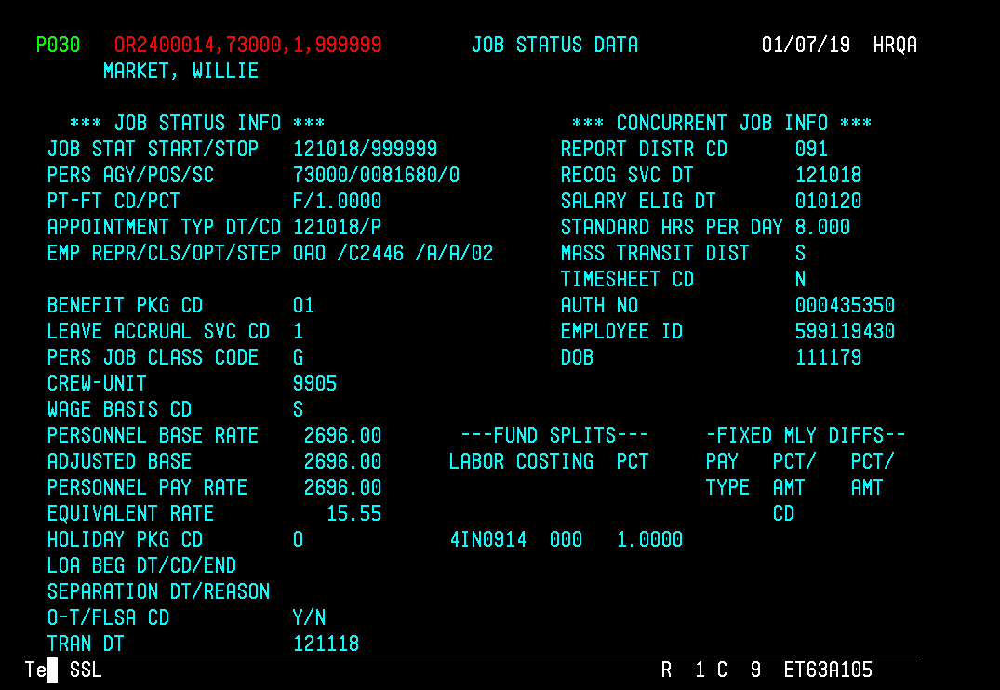 P030 OR2400014,73000,1,999999 JOB STATUS DATA 01/07/19 HRQA
MARKET, WILLIE
*** JOB STATUS INFO *** *** CONCURRENT JOB INFO ***
JOB STAT START/STOP 121018/999999 REPORT DISTR CD 091
PERS AGY/POS/SC 73000/0081680/0 RECOG SVC DT 121018
PT-FT CD/PCT F/1.0000 SALARY ELIG DT 010120
APPOINTMENT TYP DT/CD 121018/P STANDARD HRS PER DAY 8.000
EMP REPR/CLS/OPT/STEP OAO /C2446 /A/A/02 MASS TRANSIT DIST S
TIMESHEET CD N
BENEFIT PKG CD 01 AUTH NO 000435350
LEAVE ACCRUAL SVC CD 1 EMPLOYEE ID 599119430
PERS JOB CLASS CODE G DOB 111179
CREW-UNIT 9905
WAGE BASIS CD S
PERSONNEL BASE RATE 2696.00 ---FUND SPLITS--- -FIXED MLY DIFFS--
ADJUSTED BASE 2696.00 LABOR COSTING PCT PAY PCT/ PCT/
PERSONNEL PAY RATE 2696.00 TYPE AMT AMT
EQUIVALENT RATE 15.55 CD
HOLIDAY PKG CD O 4IN0914 000 1.0000
LOA BEG DT/CD/END
SEPARATION DT/REASON
O-T/FLSA CD Y/N
TRAN DT 121118
Te SSL R 1 C 9 ET63A105